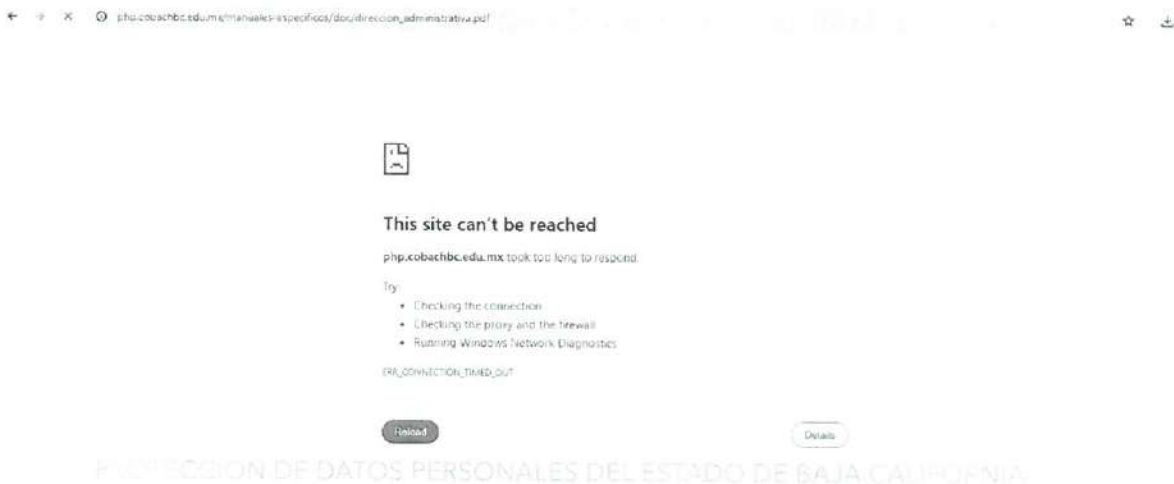 php.cobachbc.edu.mx/manuales-especificos/doc/direccion_administrativa.pdf
This site can't be reached
php.cobachbc.edu.mx took too long to respond.
Try:
• Checking the connection
• Checking the proxy and the firewall
• Running Windows Network Diagnostics
ERR_CONNECTION_TIMED_OUT
Reload
Details
PROTECCIÓN DE DATOS PERSONALES DEL ESTADO DE BAJA CALIFORNIA